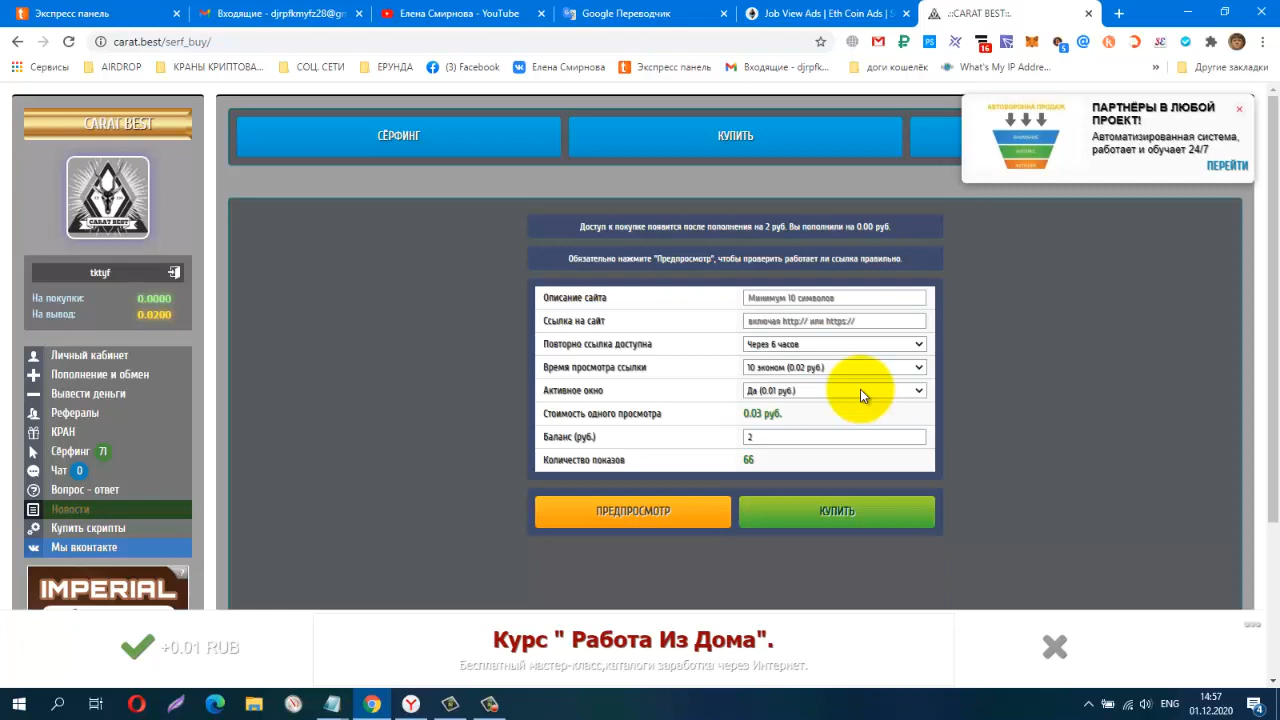 Экспресс панель
Входящие - djrpfkmyfz28@gm
Елена Смирнова - YouTube
Google Переводчик
Job View Ads | Eth Coin Ads | S
.::CARAT BEST::.
carat.best/serf_buy/
16
5
Сервисы
AIRDROP
КРАНЫ КРИПТОВА...
СОЦ. СЕТИ
ЕРУНДА
(3) Facebook
Елена Смирнова
Экспресс панель
Входящие - djrpfk...
доги кошелёк
What's My IP Addre...
»
Другие закладки
CARAT BEST
CARAT BEST
tktyf
На покупки: 0.0000
На вывод: 0.0200
Личный кабинет
Пополнение и обмен
Вывести деньги
Рефералы
КРАН
Сёрфинг 71
Чат 0
Вопрос - ответ
Новости
Купить скрипты
Мы вконтакте
IMPERIAL
СЁРФИНГ
КУПИТЬ
АВТОВОРОНКА ПРОДАЖ
ПАРТНЁРЫ В ЛЮБОЙ
ПРОЕКТ!
Автоматизированная система,
работает и обучает 24/7
ПЕРЕЙТИ
Доступ к покупке появится после пополнения на 2 руб. Вы пополнили на 0.00 руб.
Обязательно нажмите "Предпросмотр", чтобы проверить работает ли ссылка правильно.
Описание сайта Минимум 10 символов
Ссылка на сайт включая http:// или https://
Повторно ссылка доступна Через 6 часов
Время просмотра ссылки 10 эконом (0.02 руб.)
Активное окно Да (0.01 руб.)
Стоимость одного просмотра 0.03 руб.
Баланс (руб.) 2
Количество показов 66
ПРЕДПРОСМОТР
КУПИТЬ
+0.01 RUB
Курс " Работа Из Дома".
Бесплатный мастер-класс,каталоги заработка через Интернет.
ENG
14:57
01.12.2020
4